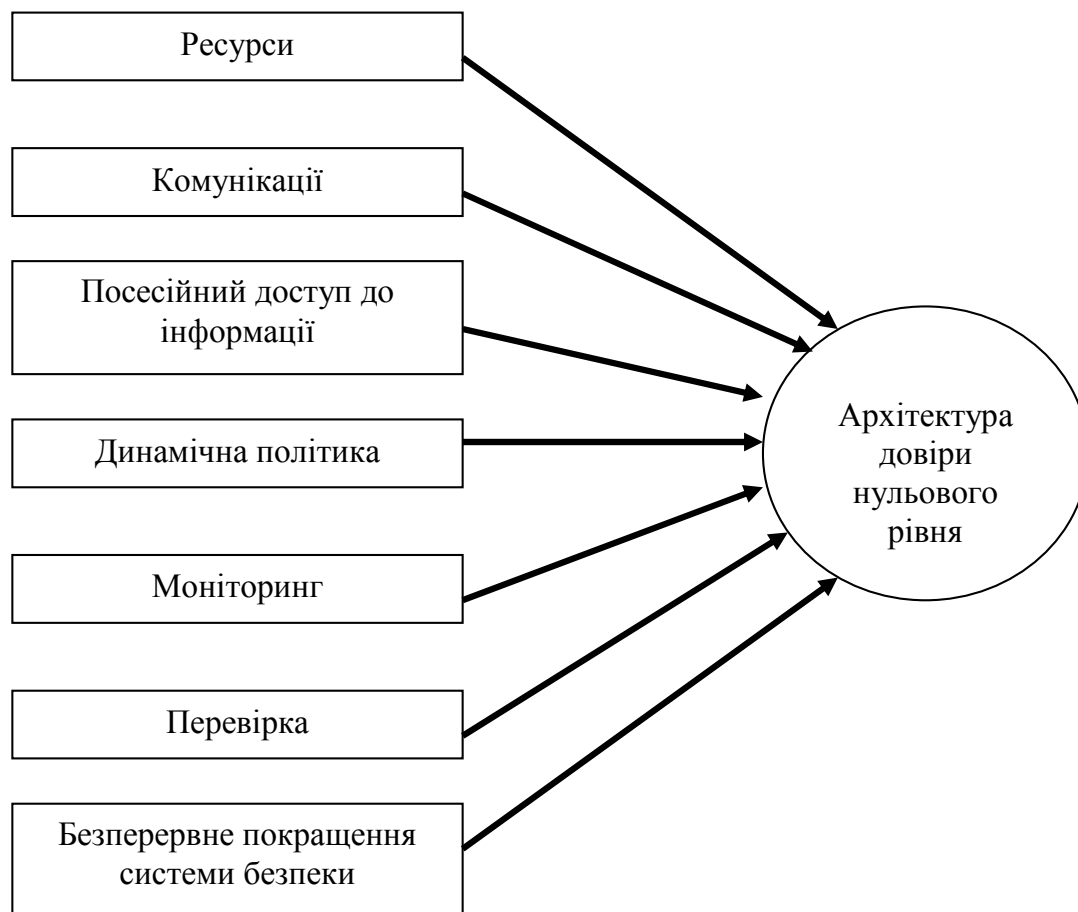 Ресурси
Комунікації
Посесійний доступ до
інформації
Динамічна політика
Моніторинг
Перевірка
Безперервне покращення
системи безпеки
Архітектура
довіри
нульового
рівня